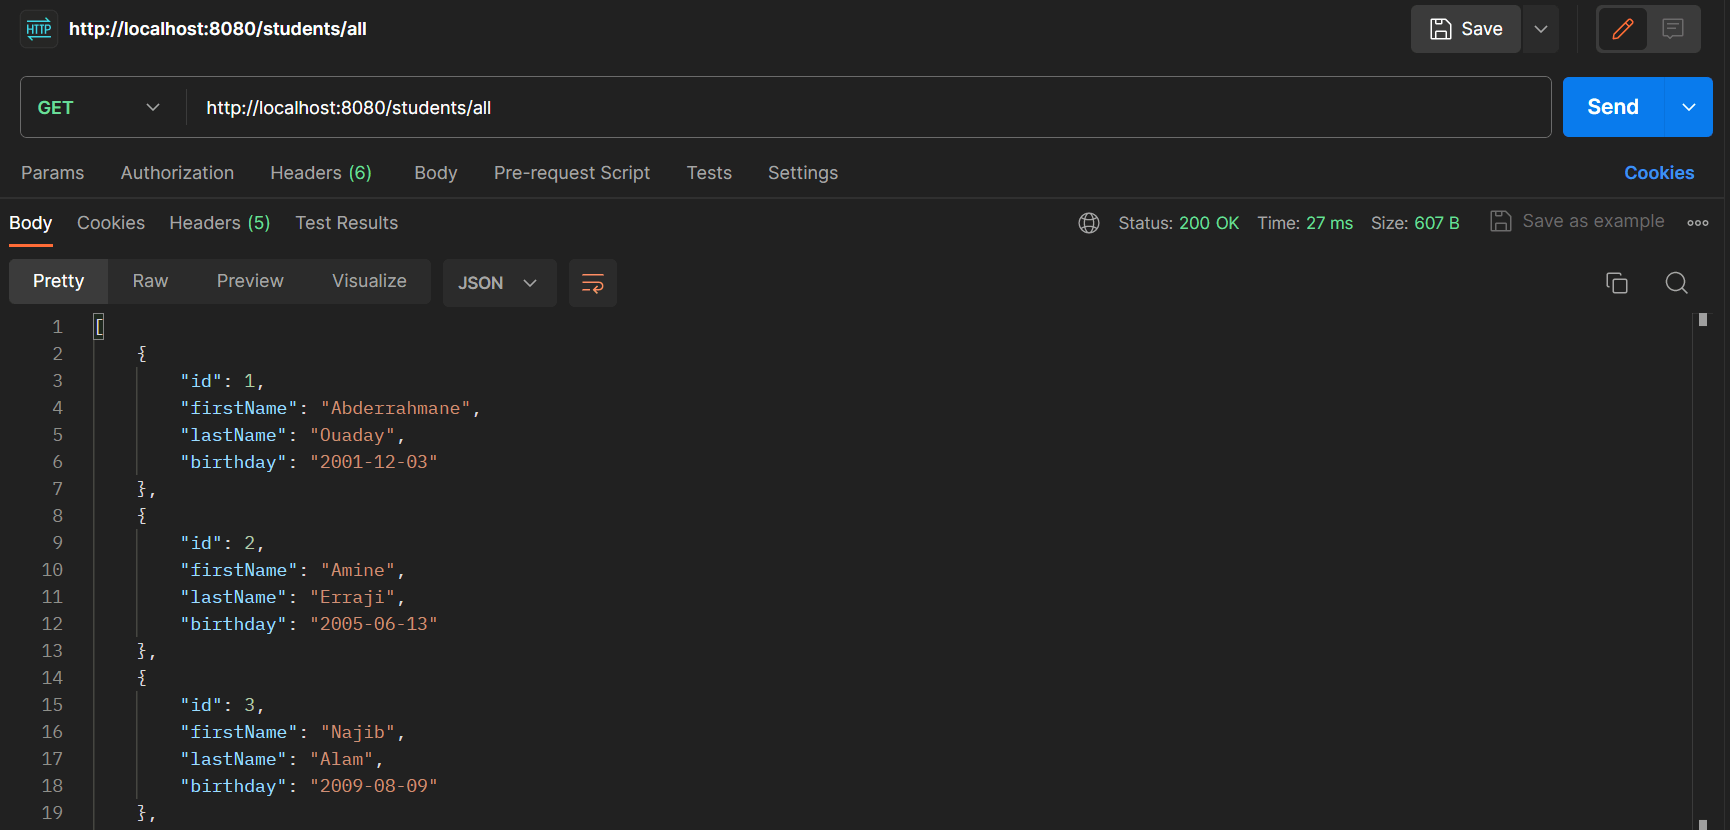 HTTP http://localhost:8080/students/all Save
GET http://localhost:8080/students/all Send
Params Authorization Headers (6) Body Pre-request Script Tests Settings Cookies
Body Cookies Headers (5) Test Results Status: 200 OK Time: 27 ms Size: 607 B Save as example
Pretty Raw Preview Visualize JSON
1 [
2 {
3 "id": 1,
4 "firstName": "Abderrahmane",
5 "lastName": "Ouaday",
6 "birthday": "2001-12-03"
7 },
8 {
9 "id": 2,
10 "firstName": "Amine",
11 "lastName": "Erraji",
12 "birthday": "2005-06-13"
13 },
14 {
15 "id": 3,
16 "firstName": "Najib",
17 "lastName": "Alam",
18 "birthday": "2009-08-09"
19 },